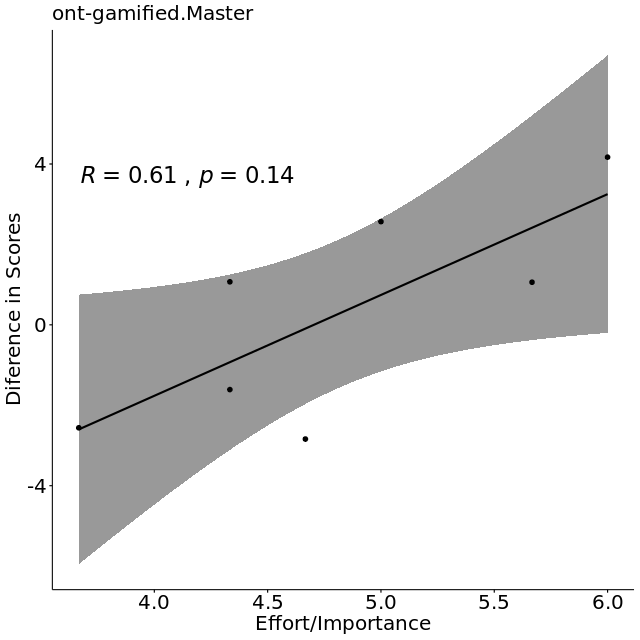 ont-gamified.Master
R = 0.61 , p = 0.14
Diference in Scores
4
0
-4
4.0 4.5 5.0 5.5 6.0
Effort/Importance